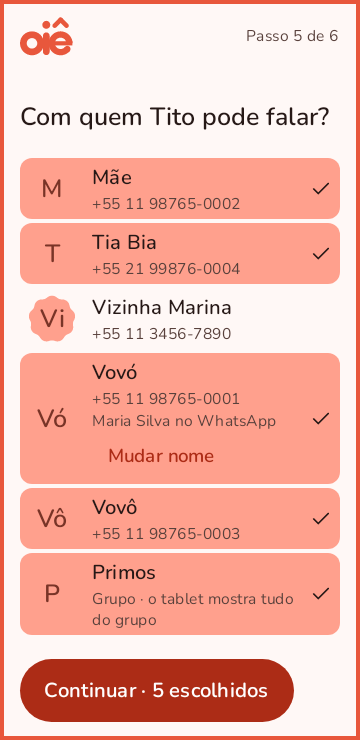 oiê
Passo 5 de 6
Com quem Tito pode falar?
M
Mãe
+55 11 98765-0002
T
Tia Bia
+55 21 99876-0004
Vi
Vizinha Marina
+55 11 3456-7890
Vó
Vovó
+55 11 98765-0001
Maria Silva no WhatsApp
Mudar nome
Vô
Vovô
+55 11 98765-0003
P
Primos
Grupo · o tablet mostra tudo
do grupo
Continuar · 5 escolhidos